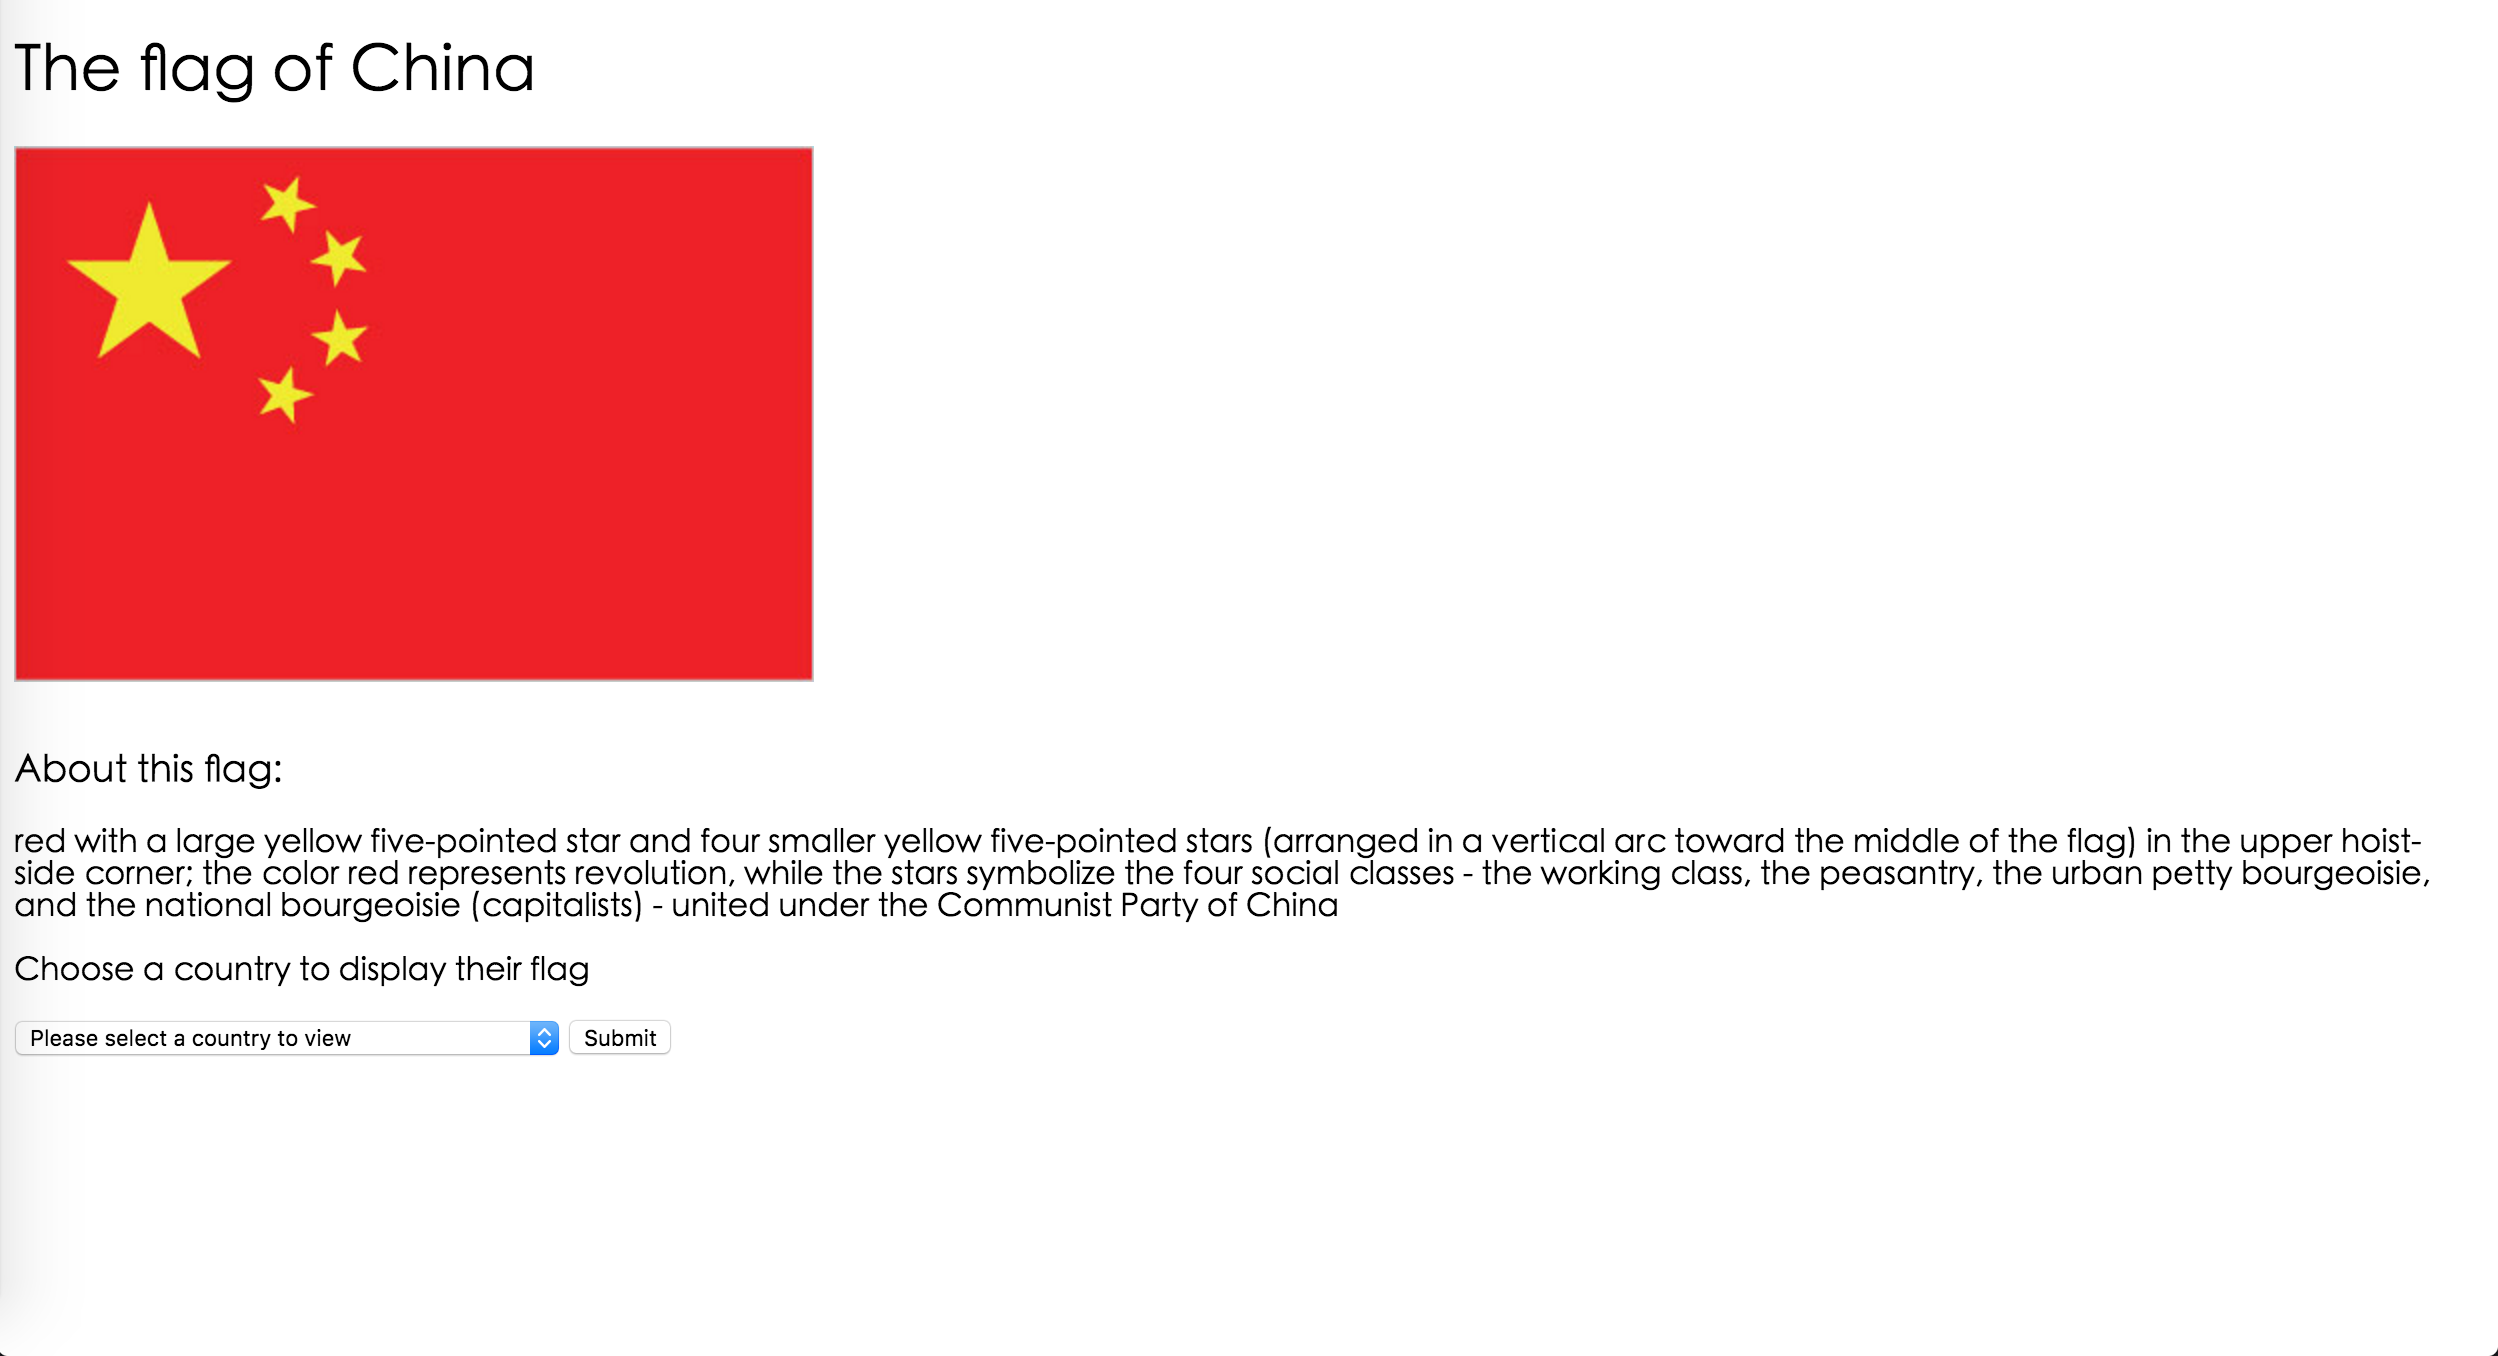 The flag of China
About this flag:
red with a large yellow five-pointed star and four smaller yellow five-pointed stars (arranged in a vertical arc toward the middle of the flag) in the upper hoist-
side corner; the color red represents revolution, while the stars symbolize the four social classes - the working class, the peasantry, the urban petty bourgeoisie,
and the national bourgeoisie (capitalists) - united under the Communist Party of China
Choose a country to display their flag
Please select a country to view Submit